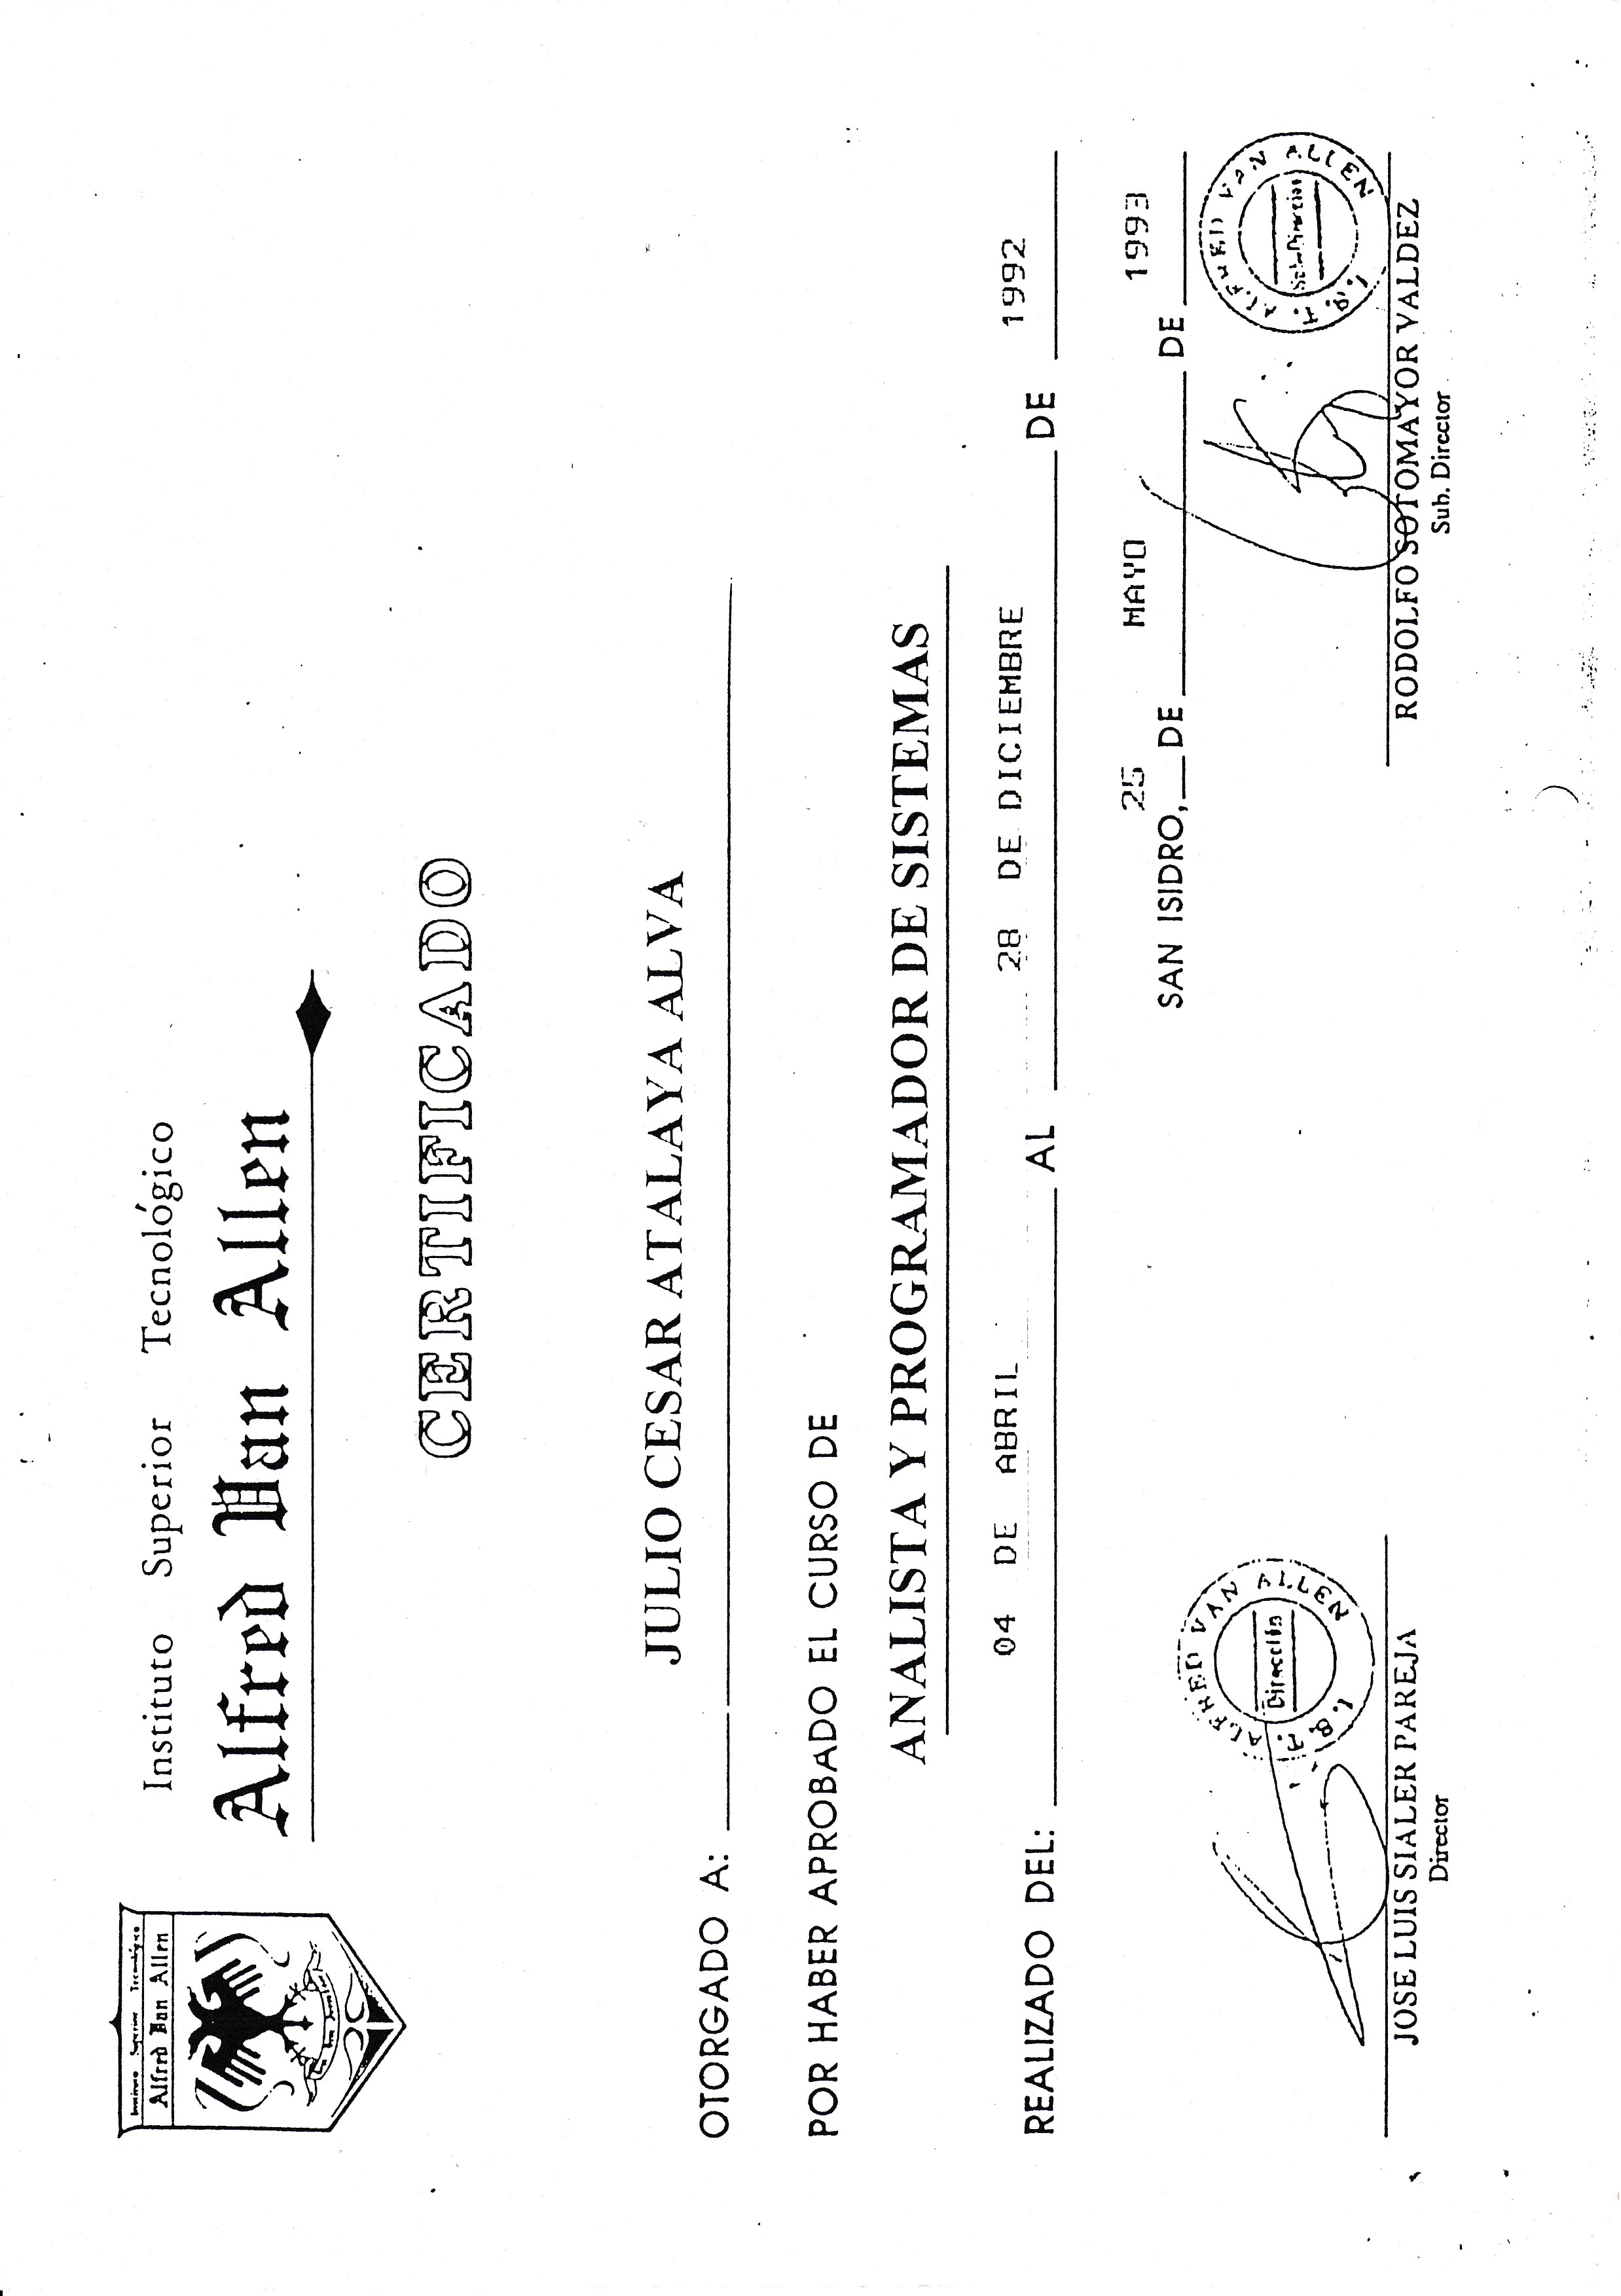 Instituto Superior Tecnológico
Alfred Van Allen
Instituto Superior Tecnológico
Alfred Van Allen
CERTIFICADO
OTORGADO A: JULIO CESAR ATALAYA ALVA
POR HABER APROBADO EL CURSO DE
ANALISTA Y PROGRAMADOR DE SISTEMAS
REALIZADO DEL: 04 DE ABRIL AL 28 DE DICIEMBRE DE 1992
SAN ISIDRO, 25 DE MAYO DE 1993
I.S.T. ALFRED VAN ALLEN
Dirección
JOSE LUIS SIALER PAREJA
Director
I.S.T. ALFRED VAN ALLEN
Sub-Dirección
RODOLFO SOTOMAYOR VALDEZ
Sub. Director